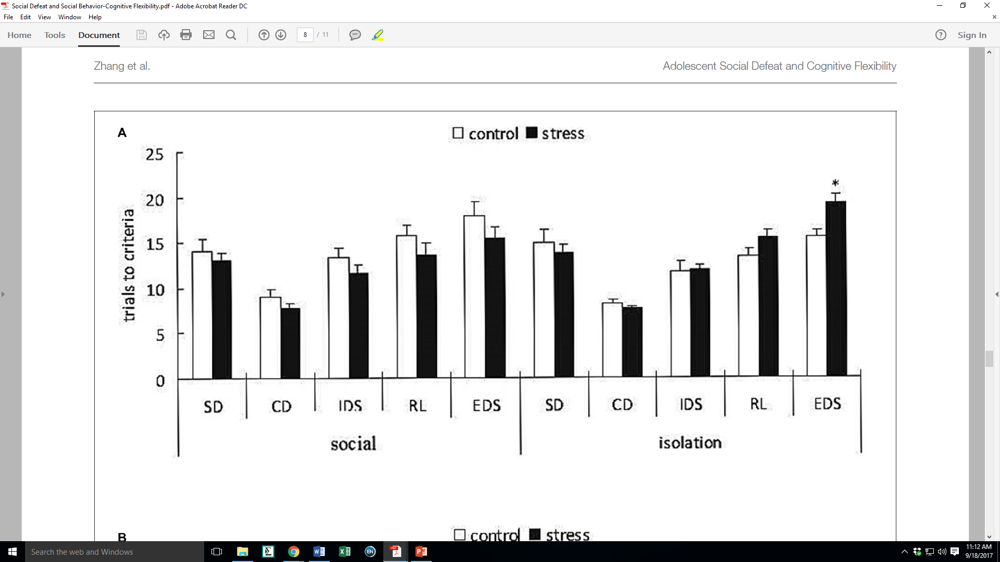 Social Defeat and Social Behavior-Cognitive Flexibility.pdf - Adobe Acrobat Reader DC
File Edit View Window Help
Home Tools Document 8 / 11 Sign In
Zhang et al. Adolescent Social Defeat and Cognitive Flexibility
A
control stress
25
20
15
10
5
0
trials to criteria
*
SD CD IDS RL EDS SD CD IDS RL EDS
social isolation
B
control stress
Search the web and Windows
EN
11:12 AM
9/18/2017